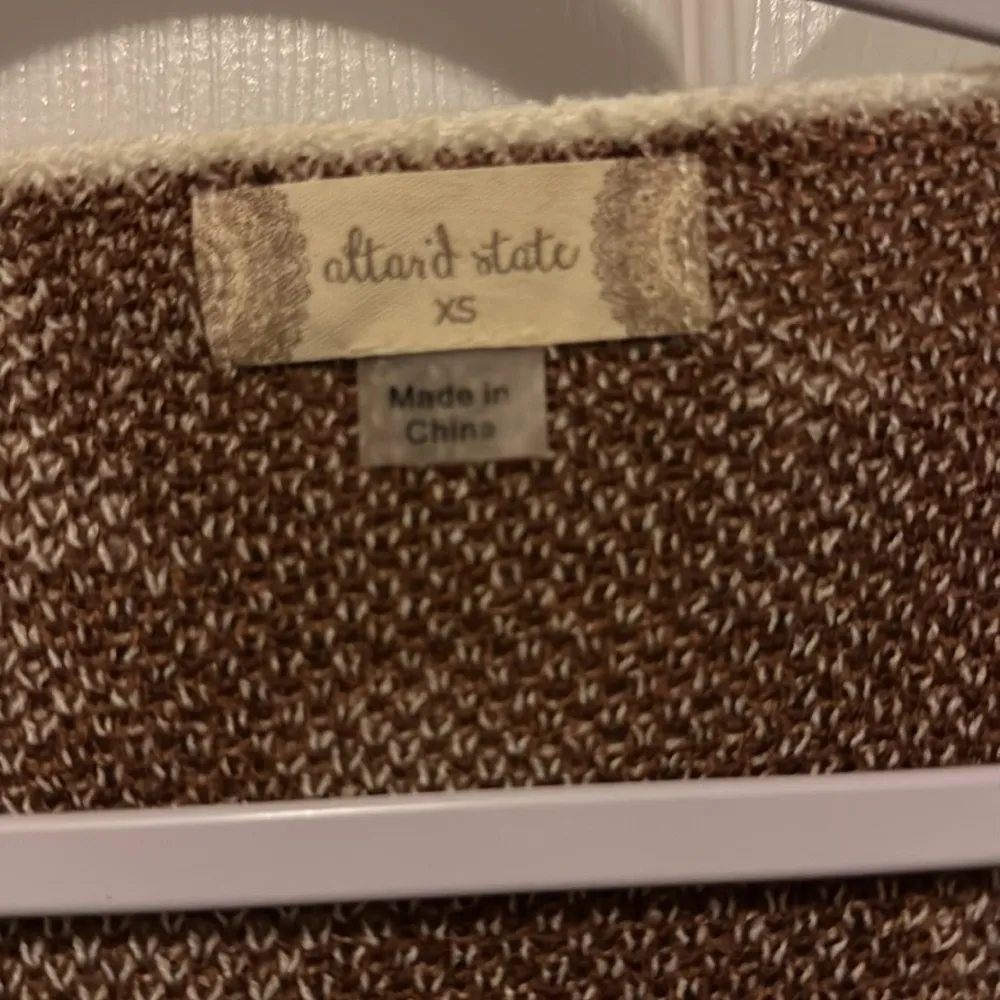 altar'd state
XS
Made in
China